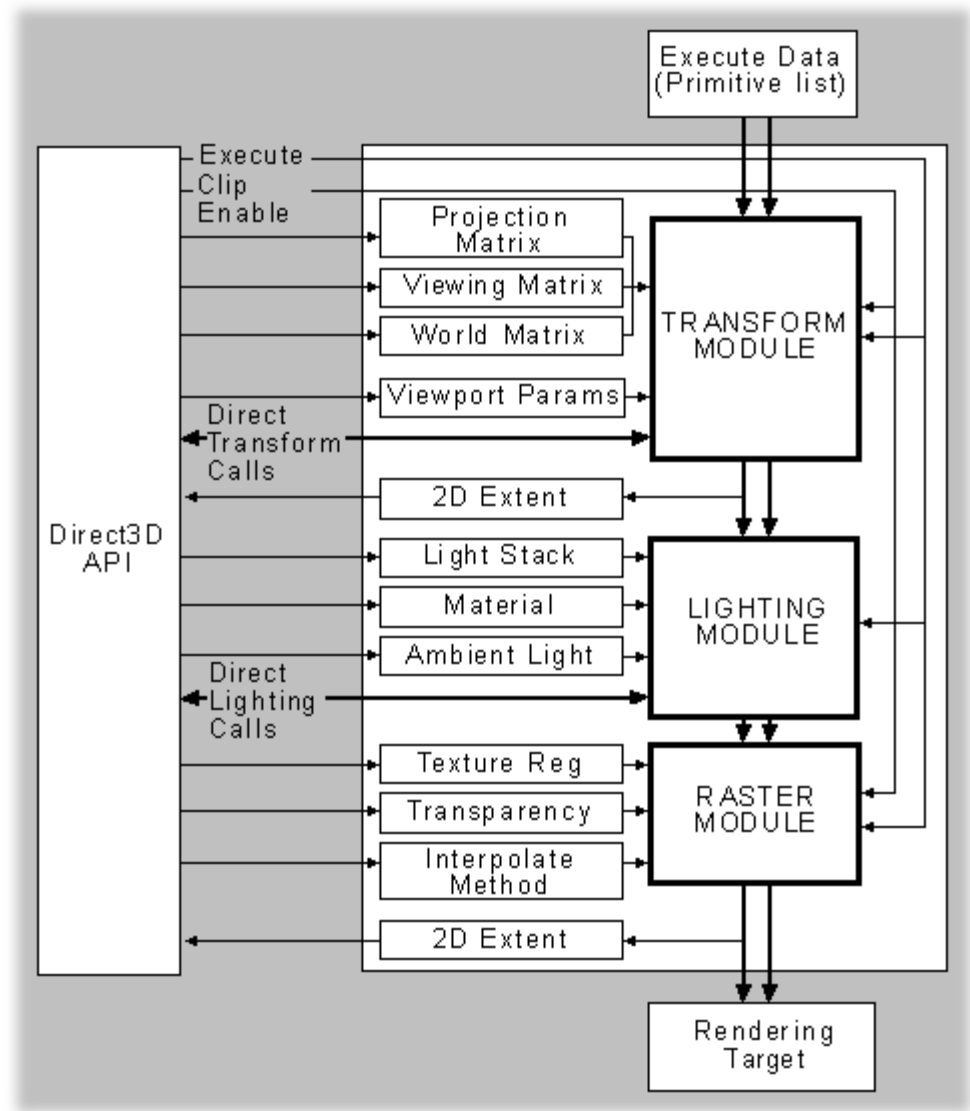 Execute Data
(Primitive list)
Execute
Clip
Enable
Projection
Matrix
Viewing Matrix
World Matrix
TRANSFORM
MODULE
Viewport Params
Direct
Transform
Calls
2D Extent
Direct3D
API
Light Stack
Material
Ambient Light
LIGHTING
MODULE
Direct
Lighting
Calls
Texture Reg
Transparency
Interpolate
Method
RASTER
MODULE
2D Extent
Rendering
Target